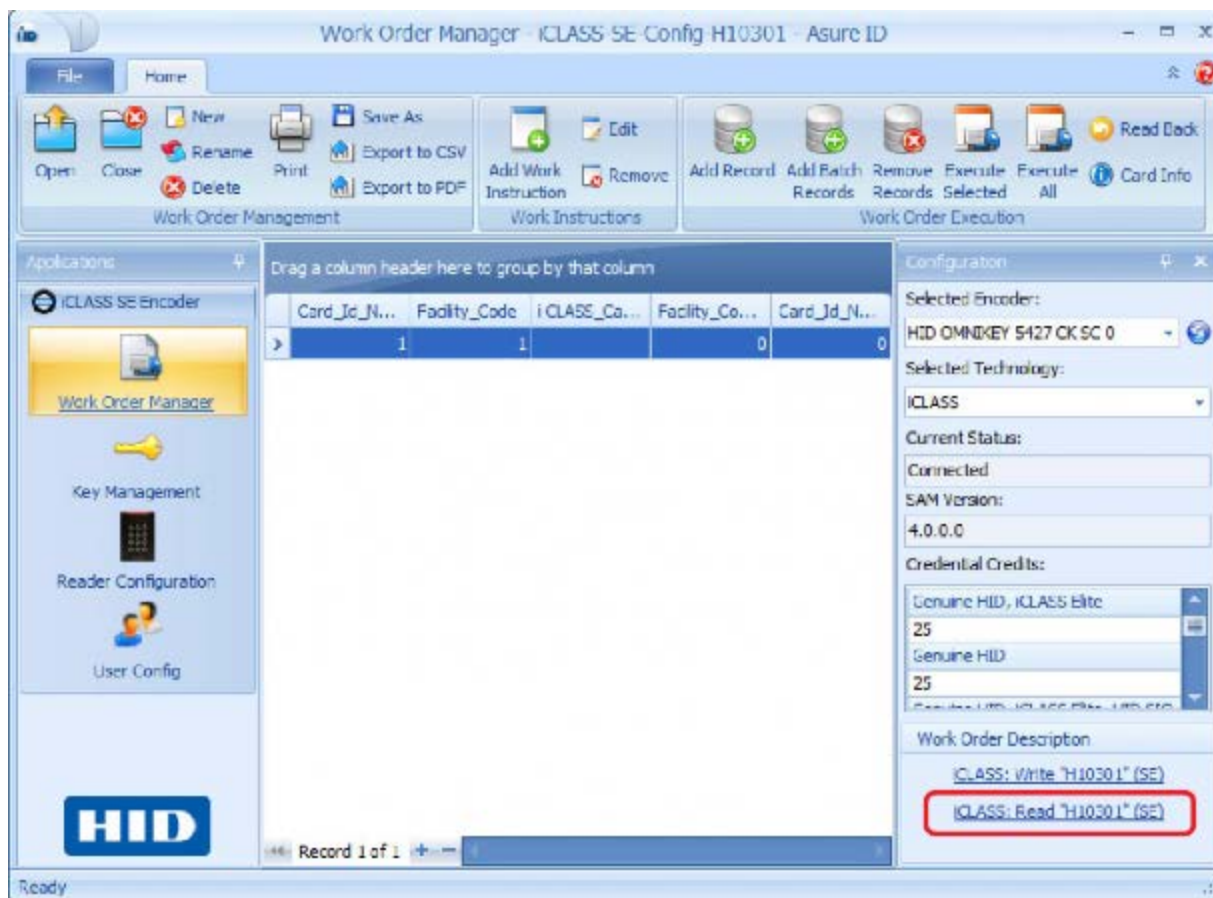 Work Order Manager - iCLASS-SE-Config-H10301 - Asure ID
File Home
Open
Close
New
Rename
Delete
Print
Save As
Export to CSV
Export to PDF
Work Order Management
Add Work Instruction
Edit
Remove
Work Instructions
Add Record
Add Batch Records
Remove Records
Execute Selected
Execute All
Read Back
Card Info
Work Order Execution
Applications
iCLASS SE Encoder
Work Order Manager
Key Management
Reader Configuration
User Config
HID
Drag a column header here to group by that column
Card_Id_N... Facility_Code iCLASS_Ca... Facility_Co... Card_Id_N...
1 1 0 0
Record 1 of 1
Configuration
Selected Encoder:
HID OMNIKEY 5427 CK SC 0
Selected Technology:
iCLASS
Current Status:
Connected
SAM Version:
4.0.0.0
Credential Credits:
Genuine HID, iCLASS Elite
25
Genuine HID
25
Work Order Description
iCLASS: Write "H10301" (SE)
iCLASS: Read "H10301" (SE)
Ready